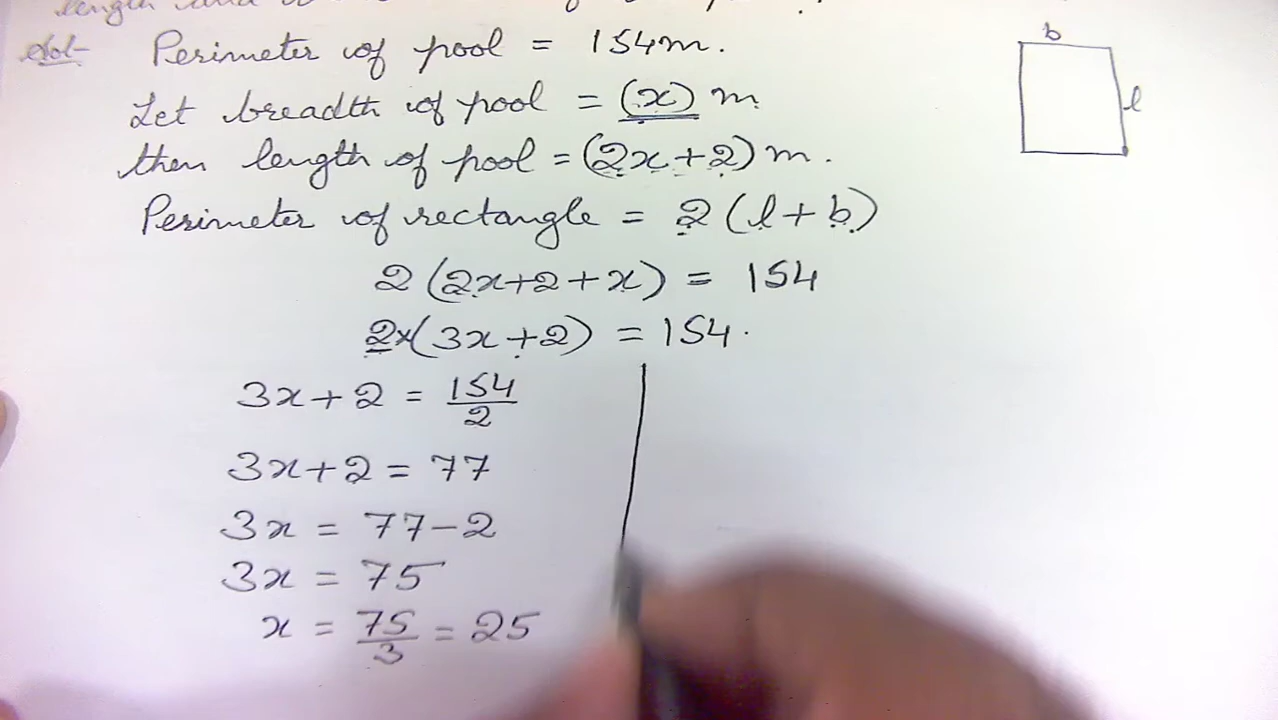 length
Sol- Perimeter of pool = 154m.
b
Let breadth of pool = (x) m
l
then length of pool = (2x+2) m.
Perimeter of rectangle = 2 (l + b)
2 (2x+2+x) = 154
2×(3x+2) = 154.
3x+2 = 154/2
3x+2 = 77
3x = 77-2
3x = 75
x = 75/3 = 25